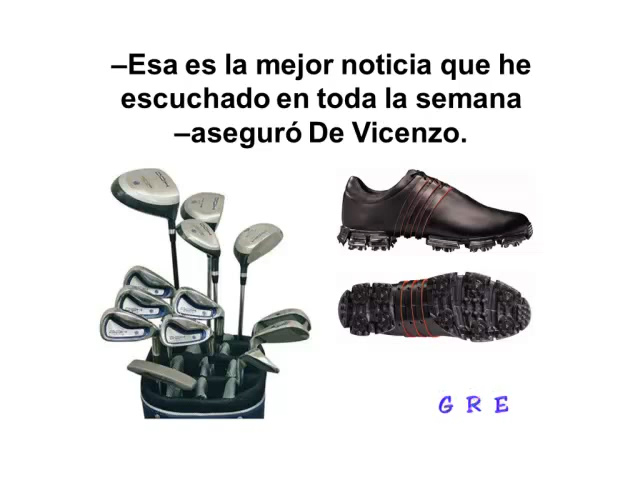 –Esa es la mejor noticia que he
escuchado en toda la semana
–aseguró De Vicenzo.
G R E